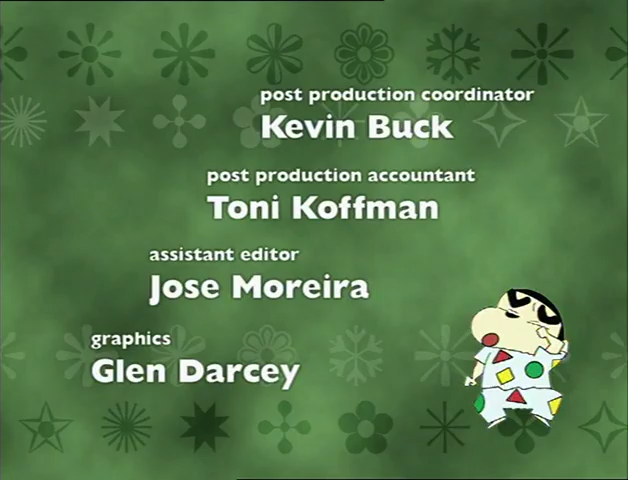 post production coordinator
Kevin Buck
post production accountant
Toni Koffman
assistant editor
Jose Moreira
graphics
Glen Darcey